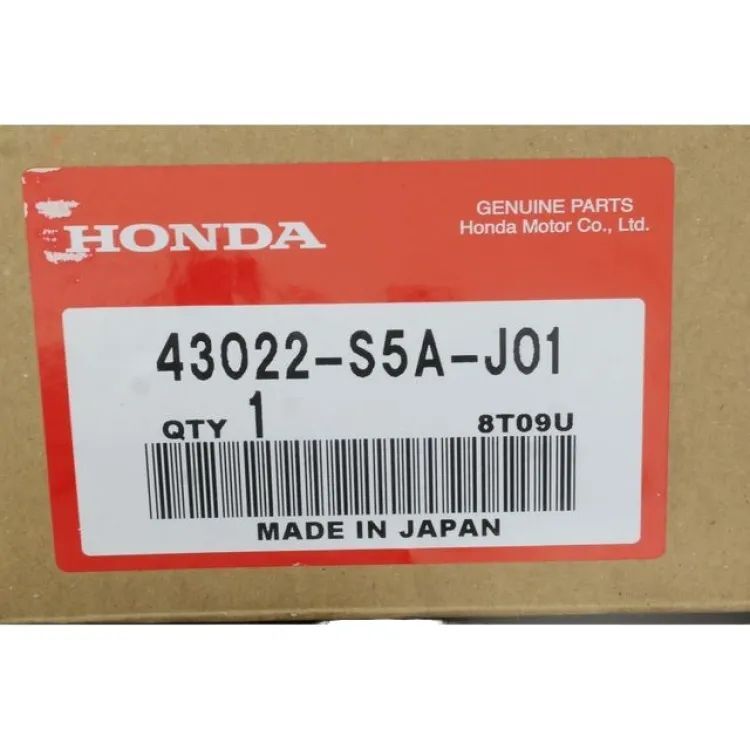 GENUINE PARTS
Honda Motor Co., Ltd.
HONDA
43022-S5A-J01
QTY 1
8T09U
MADE IN JAPAN